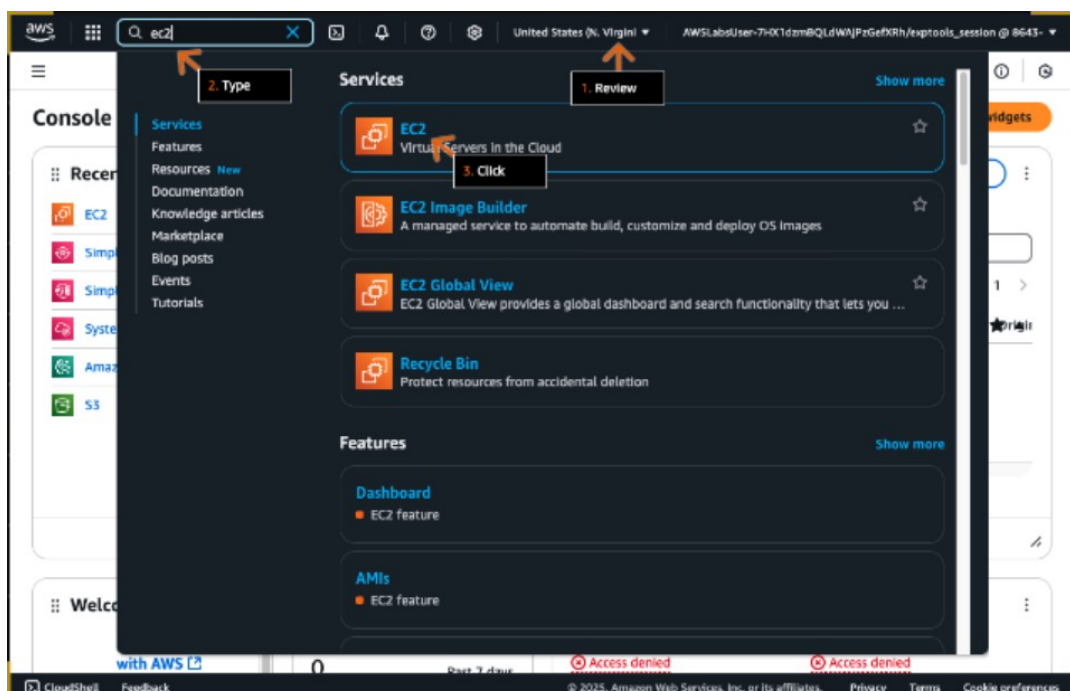 aws
ec2
United States (N. Virgini
AWSLabsUser-7HX1dzmBQLdWAJPzGefXRh/exptools_session @ 8643-
2. Type
Services
1. Review
Show more
Console
widgets
Services
Features
Resources New
Documentation
Knowledge articles
Marketplace
Blog posts
Events
Tutorials
Recen
EC2
Simpl
Simpl
Syste
Amaz
S3
EC2
Virtual Servers in the Cloud
3. Click
EC2 Image Builder
A managed service to automate build, customize and deploy OS images
EC2 Global View
EC2 Global View provides a global dashboard and search functionality that lets you ...
1
Recycle Bin
Protect resources from accidental deletion
Features
Show more
Dashboard
EC2 feature
AMIs
EC2 feature
Welco
with AWS
0
Past 7 days
Access denied
Access denied
CloudShell
Feedback
© 2025, Amazon Web Services, Inc. or its affiliates.
Privacy
Terms
Cookie preferences